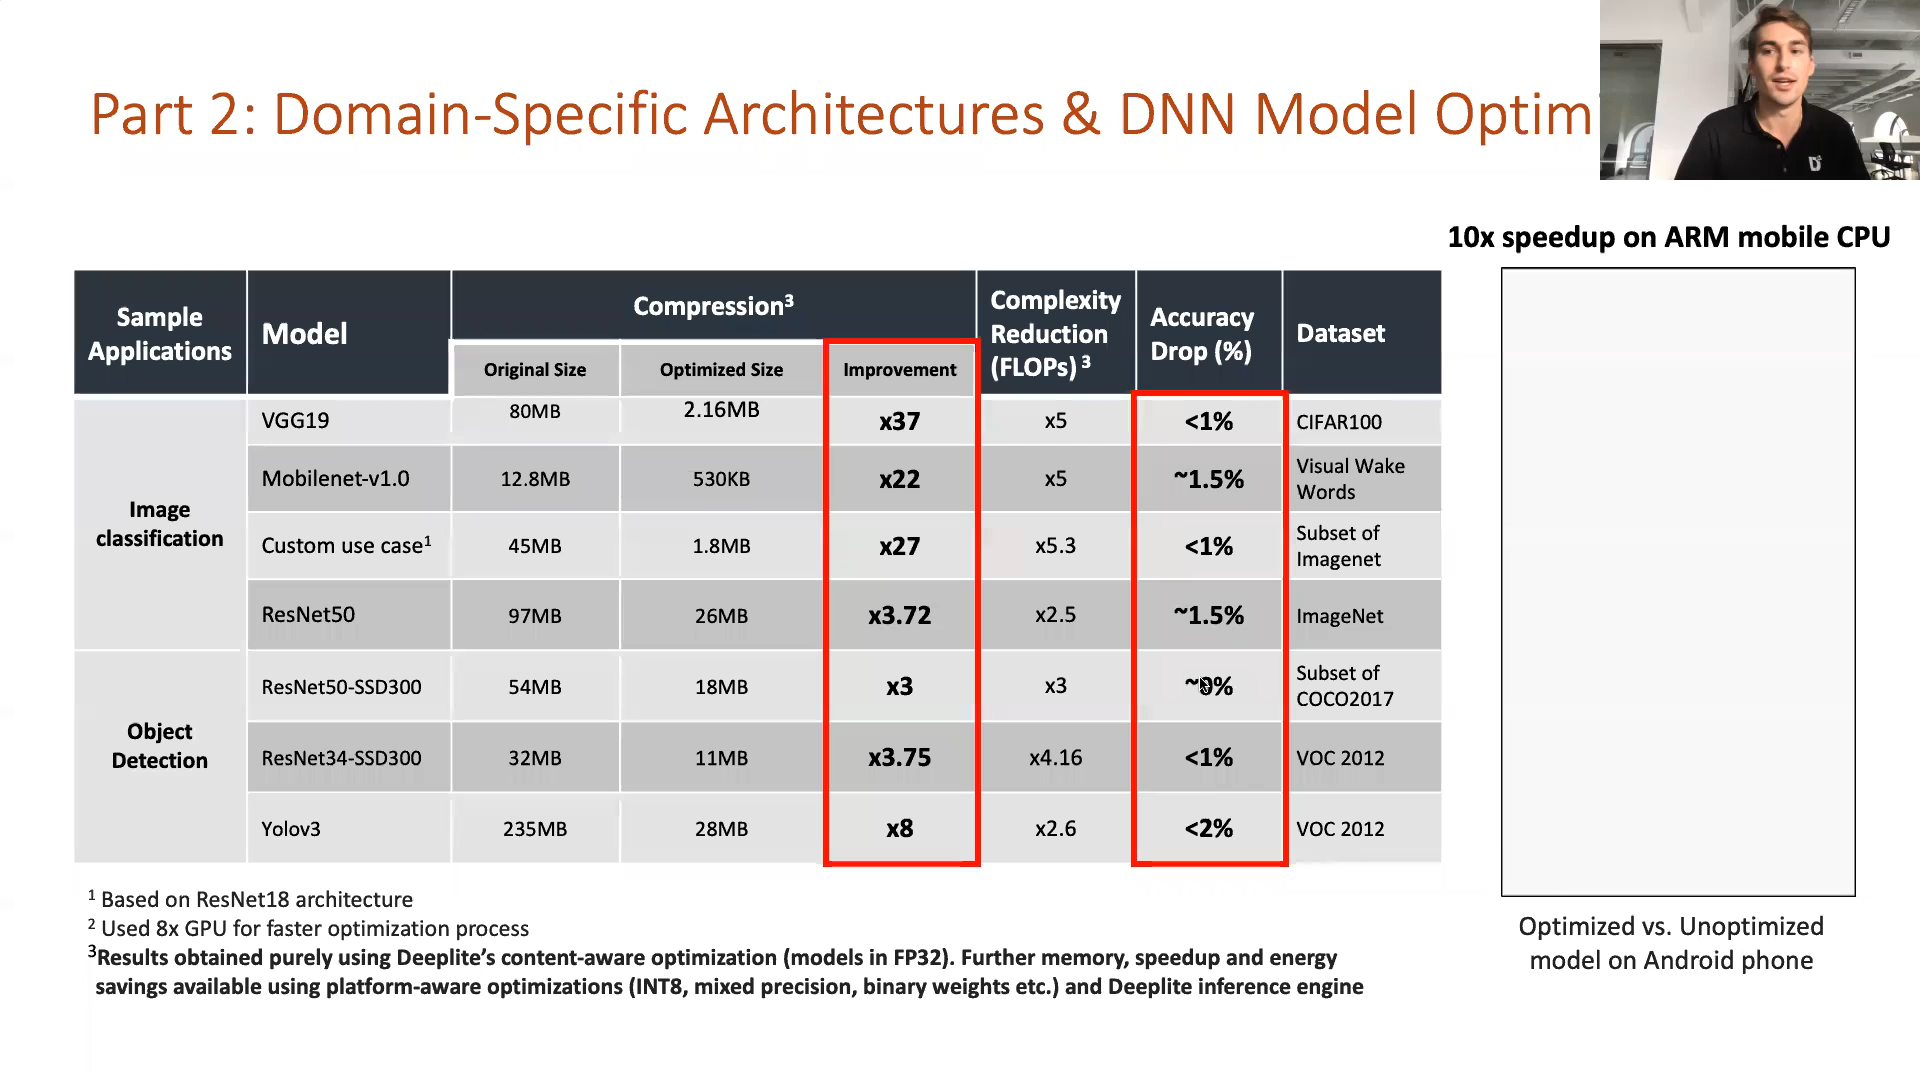 Part 2: Domain-Specific Architectures & DNN Model Optim
10x speedup on ARM mobile CPU
Sample Applications
Model
Compression³
Complexity Reduction (FLOPs) ³
Accuracy Drop (%)
Dataset
Original Size
Optimized Size
Improvement
Image classification
VGG19
80MB
2.16MB
x37
x5
<1%
CIFAR100
Mobilenet-v1.0
12.8MB
530KB
x22
x5
~1.5%
Visual Wake Words
Custom use case¹
45MB
1.8MB
x27
x5.3
<1%
Subset of Imagenet
ResNet50
97MB
26MB
x3.72
x2.5
~1.5%
ImageNet
Object Detection
ResNet50-SSD300
54MB
18MB
x3
x3
~0%
Subset of COCO2017
ResNet34-SSD300
32MB
11MB
x3.75
x4.16
<1%
VOC 2012
Yolov3
235MB
28MB
x8
x2.6
<2%
VOC 2012
¹ Based on ResNet18 architecture
² Used 8x GPU for faster optimization process
³Results obtained purely using Deeplite’s content-aware optimization (models in FP32). Further memory, speedup and energy
savings available using platform-aware optimizations (INT8, mixed precision, binary weights etc.) and Deeplite inference engine
Optimized vs. Unoptimized
model on Android phone